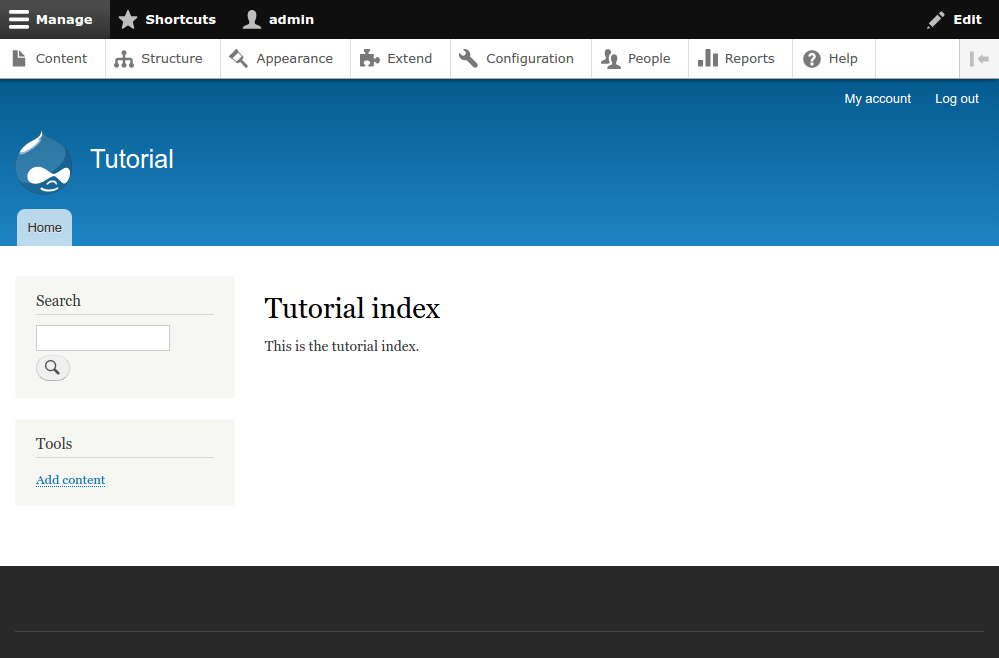 Manage Shortcuts admin Edit
Content Structure Appearance Extend Configuration People Reports Help
My account Log out
Tutorial
Home
Search
Tutorial index
This is the tutorial index.
Tools
Add content